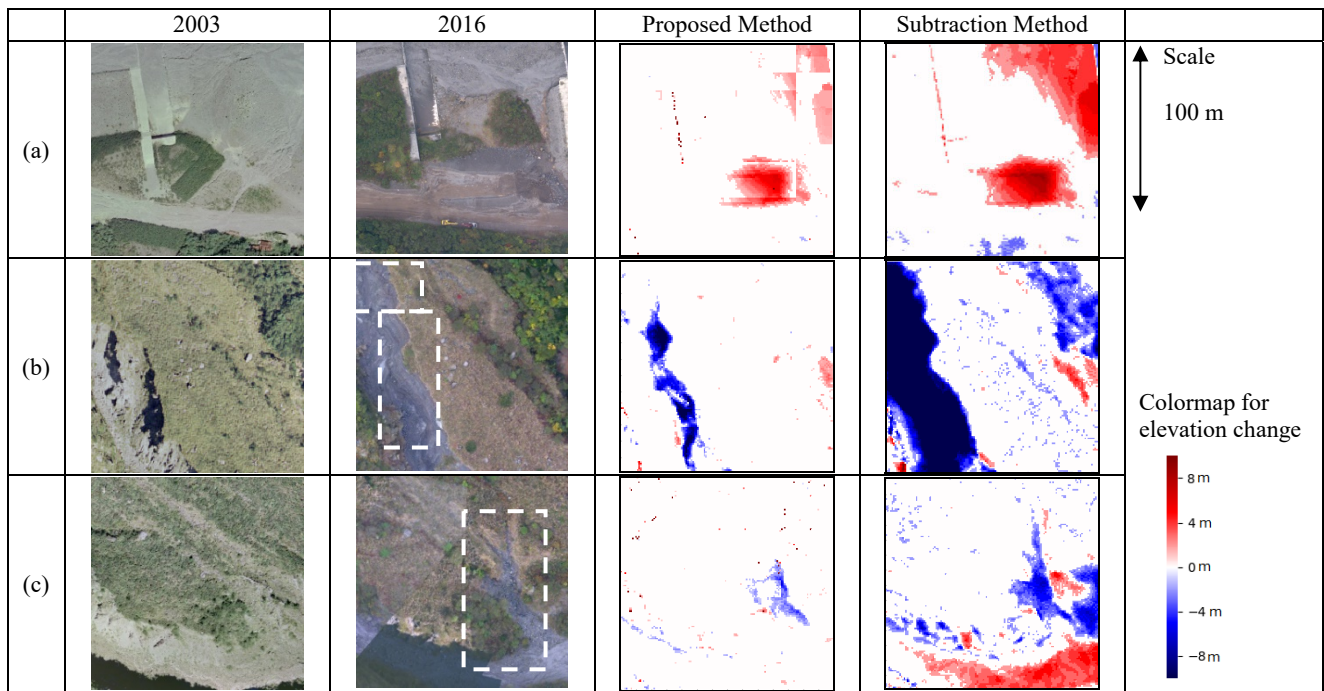 2003
2016
Proposed Method
Subtraction Method
(a)
Scale
100 m
(b)
Colormap for
elevation change
8 m
4 m
0 m
−4 m
−8 m
(c)